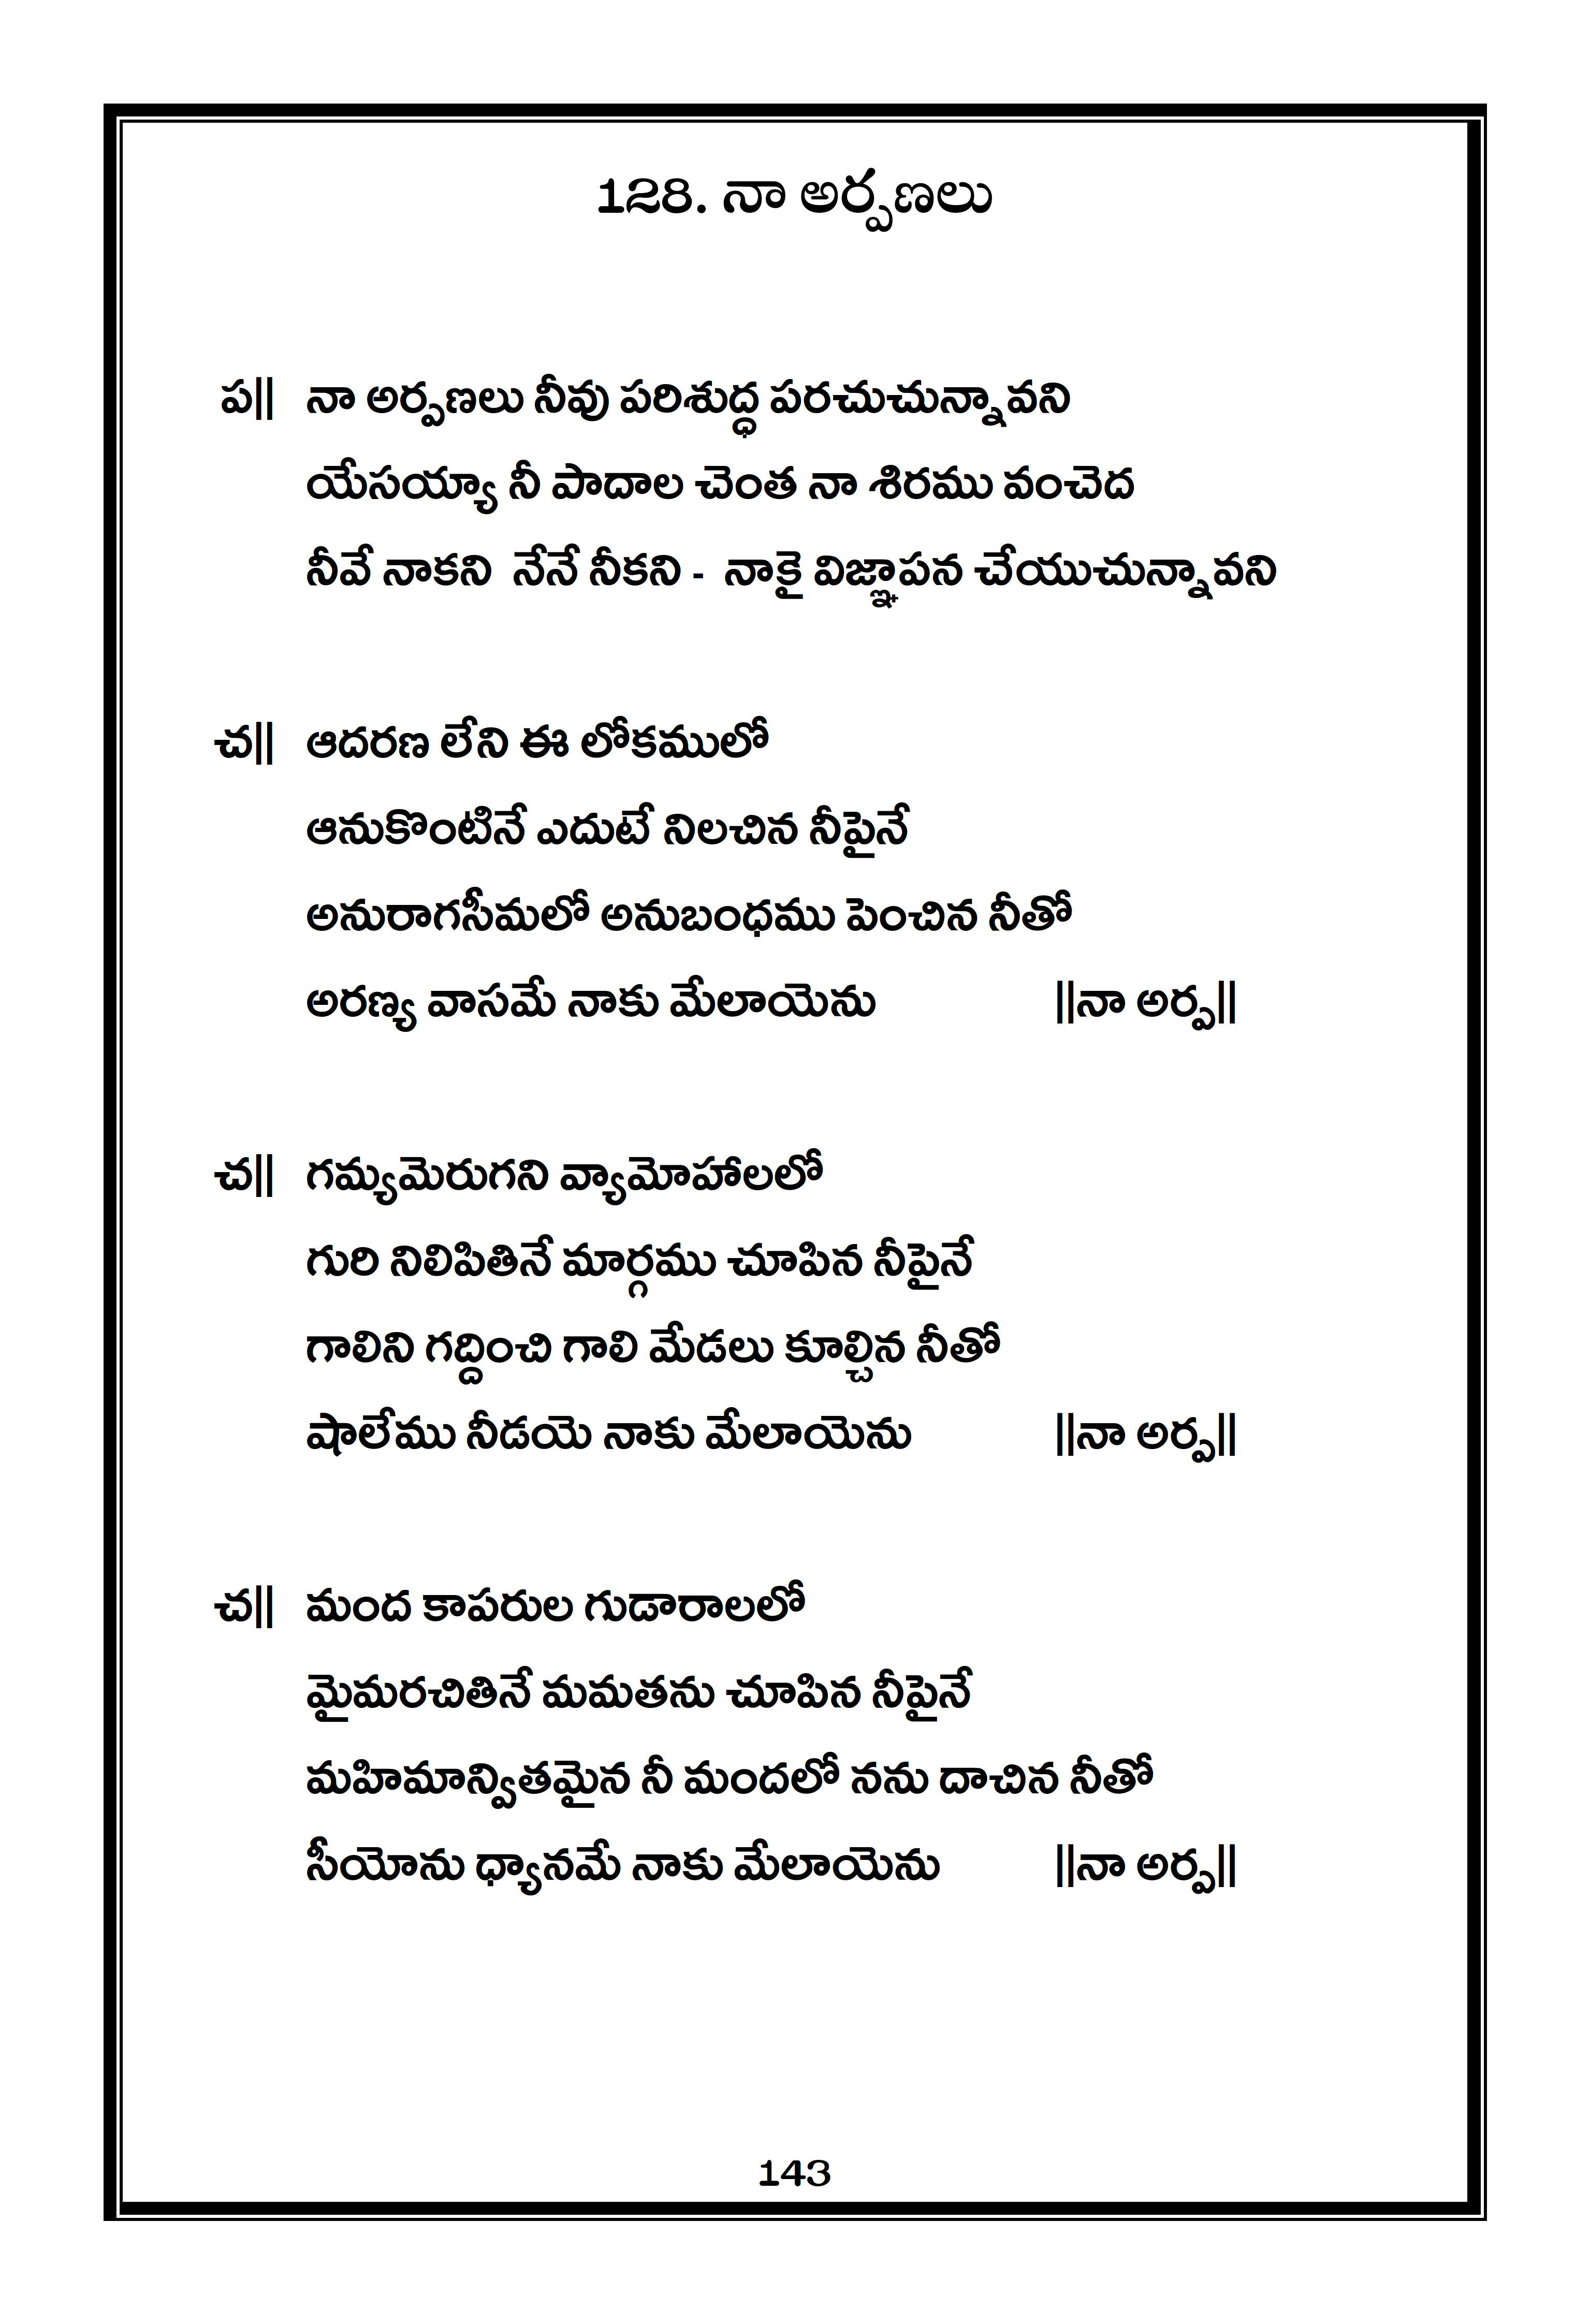 128. నా అర్పణలు
ప|| నా అర్పణలు నీవు పరిశుద్ధ పరచుచున్నావని
యేసయ్యా నీ పాదాల చెంత నా శిరము వంచెద
నీవే నాకని నేనే నీకని - నాకై విజ్ఞాపన చేయుచున్నావని
చ|| ఆదరణ లేని ఈ లోకములో
ఆనుకొంటినే ఎదుటే నిలచిన నీపైనే
అనురాగసీమలో అనుబంధము పెంచిన నీతో
అరణ్య వాసమే నాకు మేలాయెను ||నా అర్ప||
చ|| గమ్యమెరుగని వ్యామోహాలలో
గురి నిలిపితినే మార్గము చూపిన నీపైనే
గాలిని గద్దించి గాలి మేడలు కూల్చిన నీతో
షాలేము నీడయె నాకు మేలాయెను ||నా అర్ప||
చ|| మంద కాపరుల గుడారాలలో
మైమరచితినే మమతను చూపిన నీపైనే
మహిమాన్వితమైన నీ మందలో నను దాచిన నీతో
సీయోను ధ్యానమే నాకు మేలాయెను ||నా అర్ప||
143